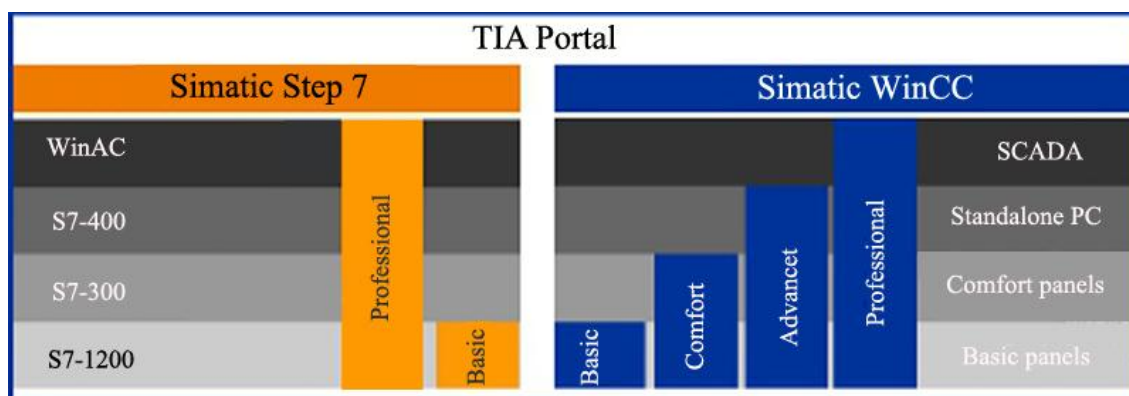 TIA Portal
Simatic Step 7
Simatic WinCC
WinAC
S7-400
S7-300
S7-1200
Professional
Basic
Basic
Comfort
Advancet
Professional
SCADA
Standalone PC
Comfort panels
Basic panels